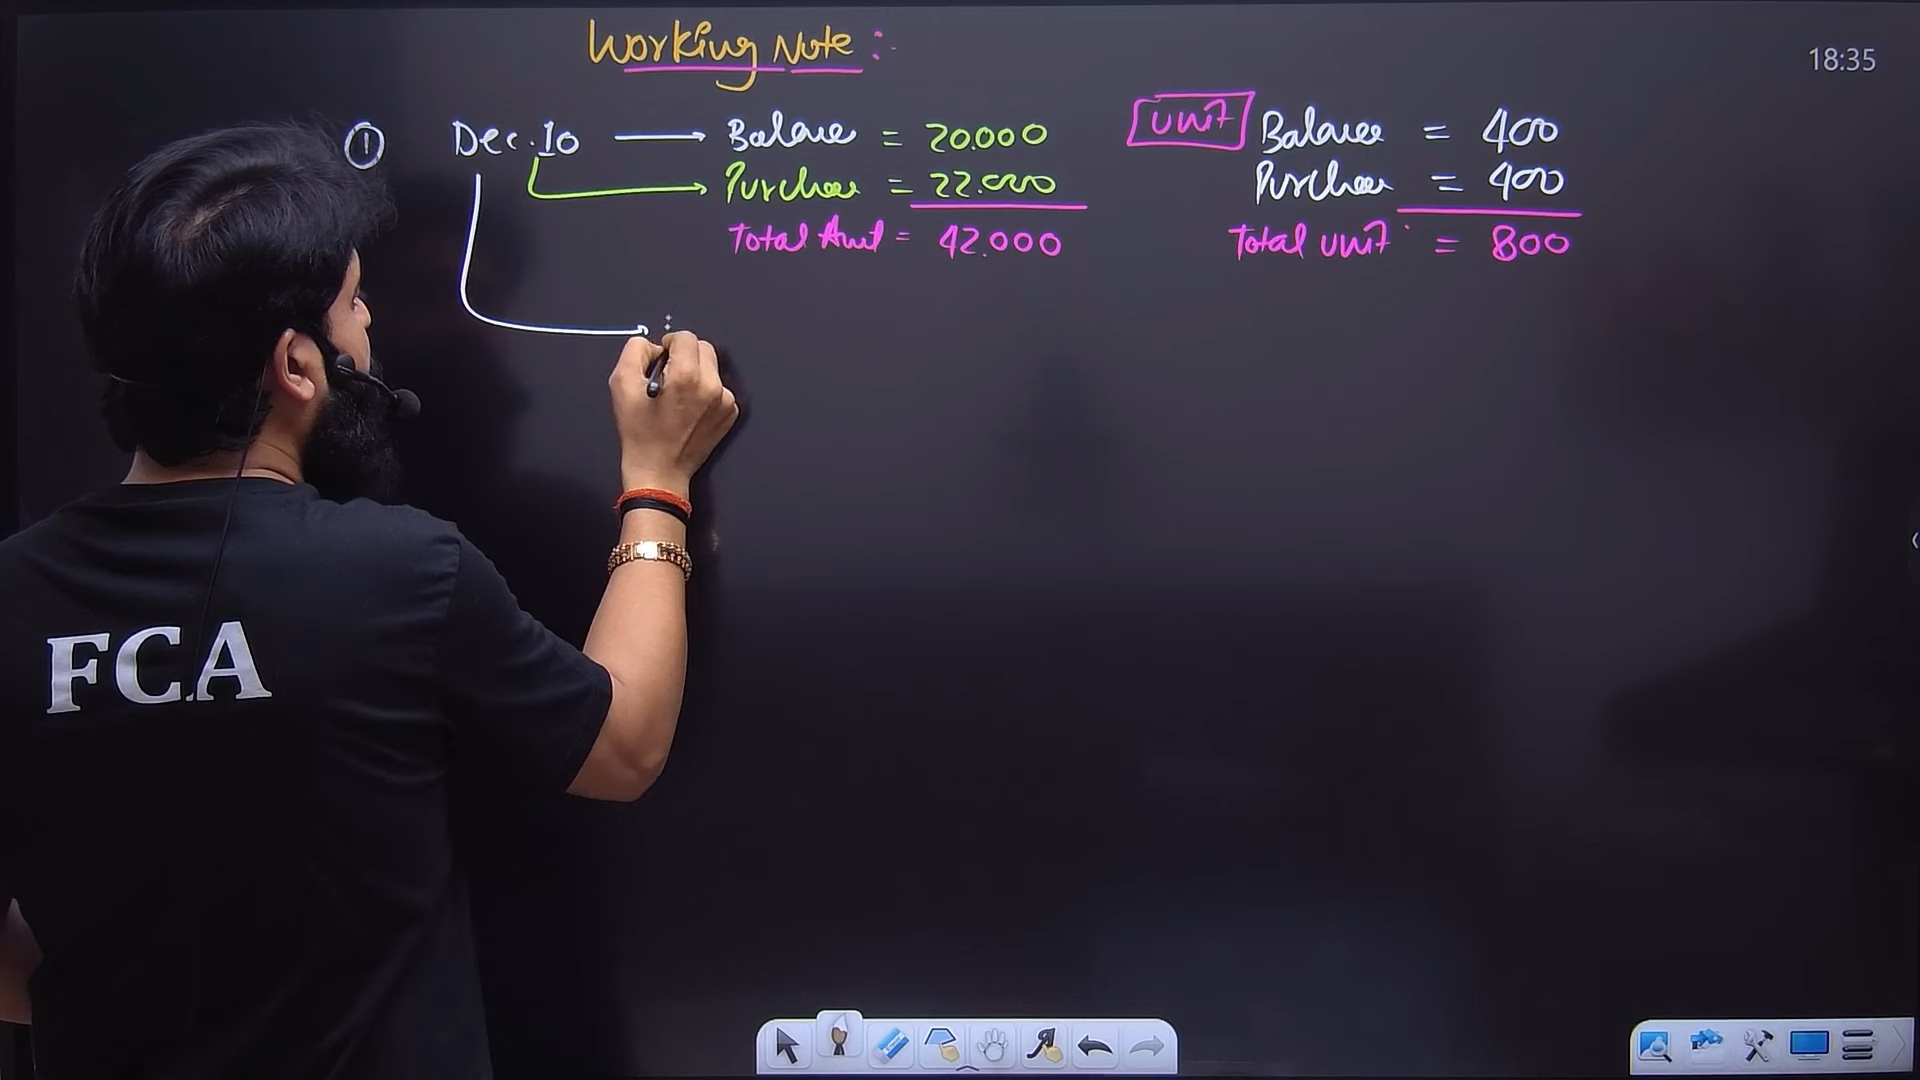 Working Note:
18:35
① Dec.10 → Balance = 20.000
Purchase = 22.000
Total Amt = 42.000
Unit Balance = 400
Purchase = 400
Total unit = 800
FCA